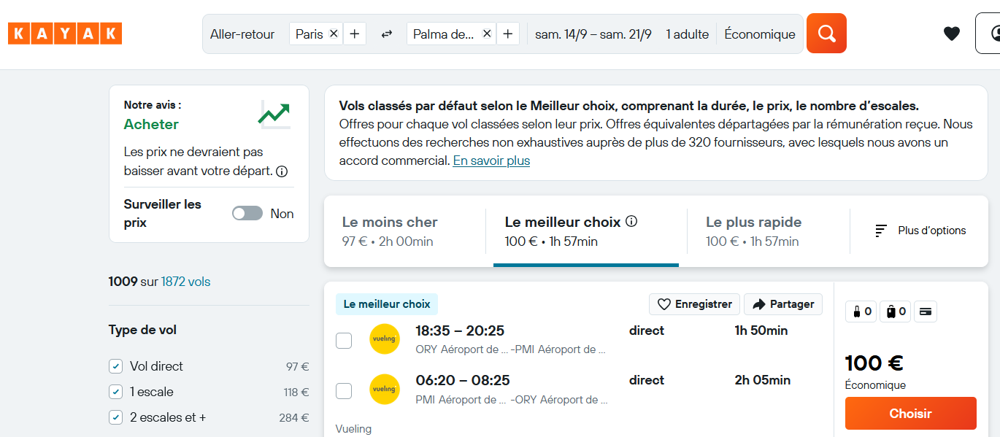 KAYAK
Aller-retour
Paris
Palma de...
sam. 14/9 – sam. 21/9
1 adulte
Économique
Notre avis :
Acheter
Les prix ne devraient pas
baisser avant votre départ.
Surveiller les
prix
Non
1009 sur 1872 vols
Type de vol
Vol direct 97 €
1 escale 118 €
2 escales et + 284 €
Vols classés par défaut selon le Meilleur choix, comprenant la durée, le prix, le nombre d’escales.
Offres pour chaque vol classées selon leur prix. Offres équivalentes départagées par la rémunération reçue. Nous
effectuons des recherches non exhaustives auprès de plus de 320 fournisseurs, avec lesquels nous avons un
accord commercial. En savoir plus
Le moins cher
97 € • 2h 00min
Le meilleur choix
100 € • 1h 57min
Le plus rapide
100 € • 1h 57min
Plus d’options
Le meilleur choix
Enregistrer
Partager
vueling
18:35 – 20:25
direct
1h 50min
ORY Aéroport de ... -PMI Aéroport de ...
vueling
06:20 – 08:25
direct
2h 05min
PMI Aéroport de ... -ORY Aéroport de ...
Vueling
0
0
100 €
Économique
Choisir